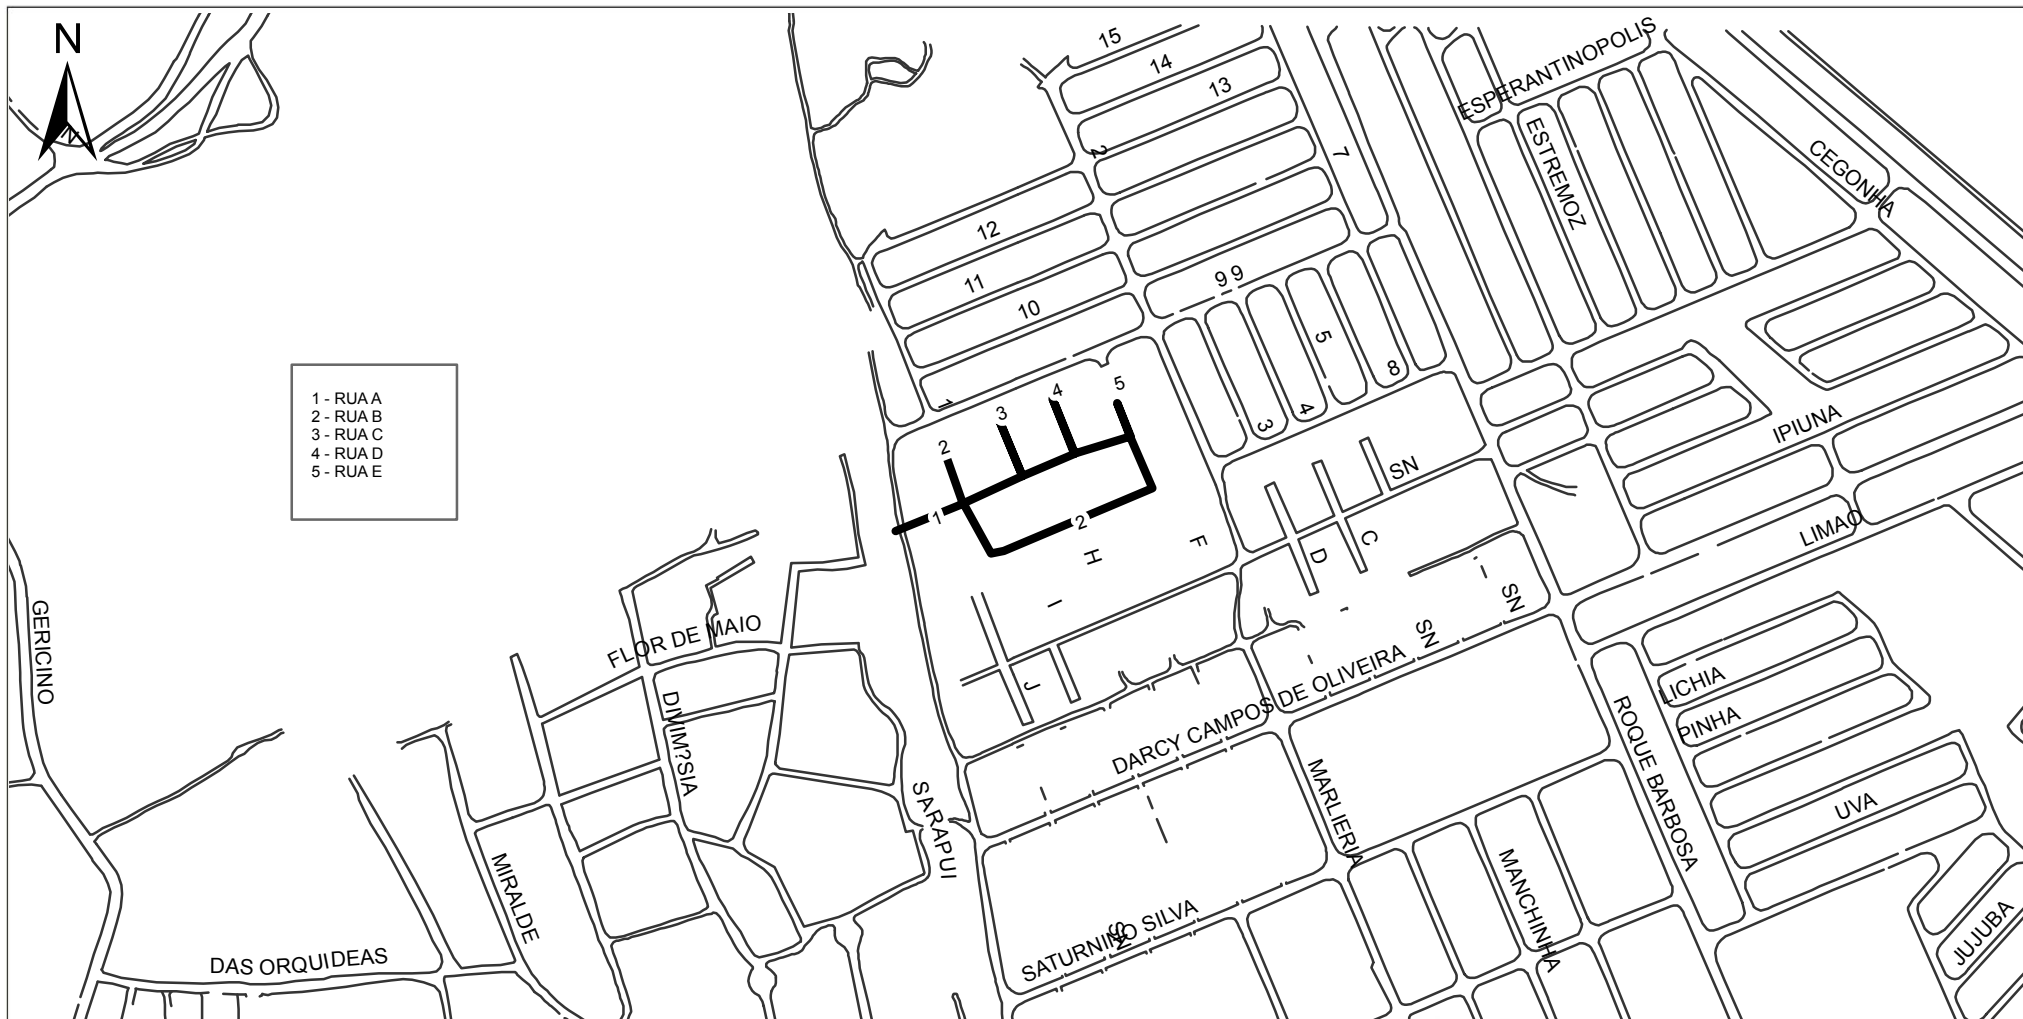 N
N
15
14
13
2
7
12
11
10
9 9
ESPERANTINOPOLIS
ESTREMOZ
CEGONHA
5
8
4
3
1
1 - RUA A
2 - RUA B
3 - RUA C
4 - RUA D
5 - RUA E
2
3
4
5
1
2
SN
IPIUNA
LIMAO
C
D
F
H
I
J
SN
SN
GERICINO
FLOR DE MAIO
DIVIM?SIA
DARCY CAMPOS DE OLIVEIRA
LICHIA
PINHA
ROQUE BARBOSA
MARLIERIA
SARAPUI
UVA
MIRALDE
MANCHINHA
SATURNINO SILVA
SN
DAS ORQUIDEAS
JUJUBA